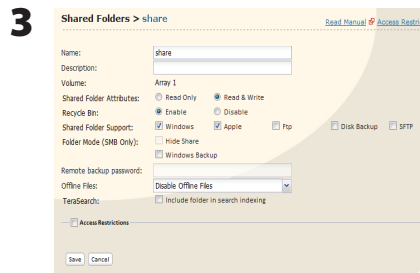 3
Shared Folders > share
Read Manual Access Restri
Name: share
Description:
Volume: Array 1
Shared Folder Attributes: Read Only Read & Write
Recycle Bin: Enable Disable
Shared Folder Support: Windows Apple Ftp Disk Backup SFTP
Folder Mode (SMB Only): Hide Share
Windows Backup
Remote backup password:
Offline Files: Disable Offline Files
TeraSearch: Include folder in search indexing
Access Restrictions
Save Cancel